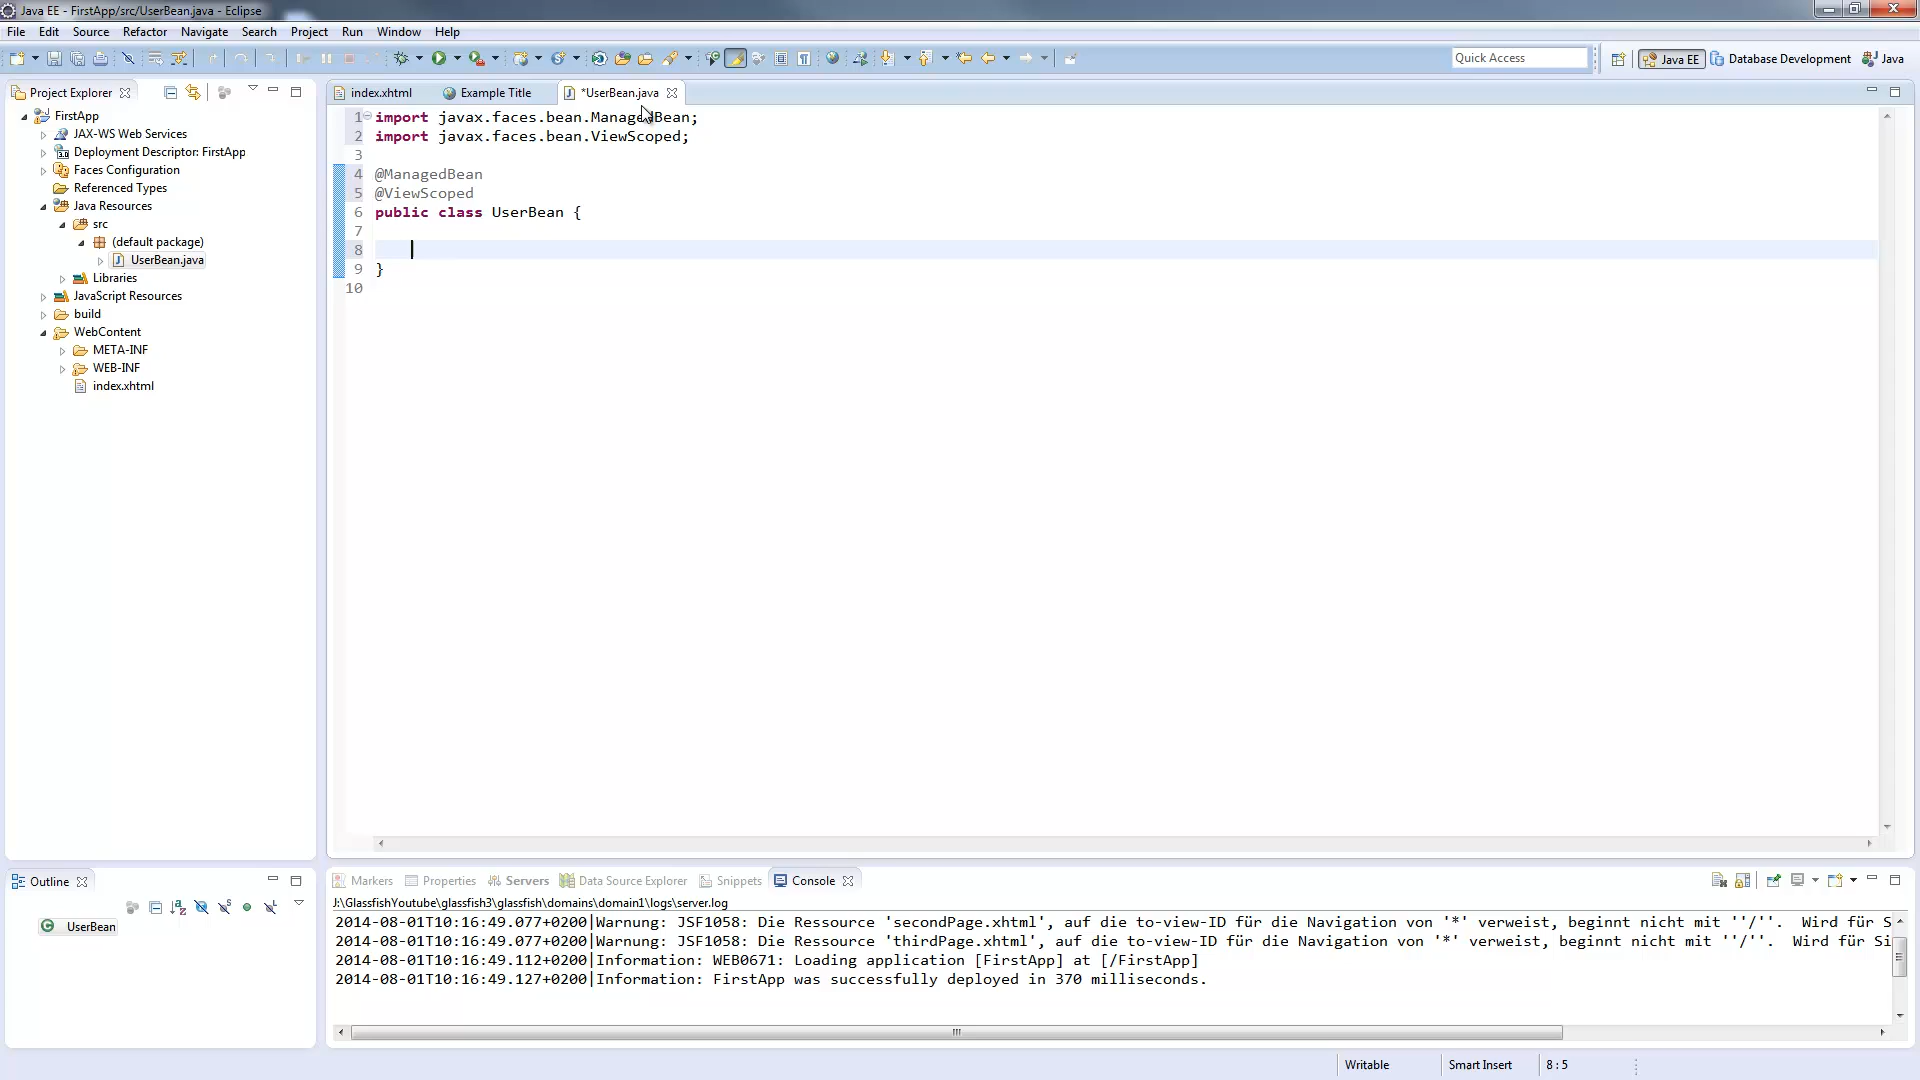 Java EE - FirstApp/src/UserBean.java - Eclipse
File Edit Source Refactor Navigate Search Project Run Window Help
Quick Access
Java EE
Database Development
Java
Project Explorer
FirstApp
JAX-WS Web Services
Deployment Descriptor: FirstApp
Faces Configuration
Referenced Types
Java Resources
src
(default package)
UserBean.java
Libraries
JavaScript Resources
build
WebContent
META-INF
WEB-INF
index.xhtml
index.xhtml Example Title *UserBean.java
1 import javax.faces.bean.ManagedBean;
2 import javax.faces.bean.ViewScoped;
3
4 @ManagedBean
5 @ViewScoped
6 public class UserBean {
7
8
9 }
10
Outline
UserBean
Markers Properties Servers Data Source Explorer Snippets Console
J:\GlassfishYoutube\glassfish3\glassfish\domains\domain1\logs\server.log
2014-08-01T10:16:49.077+0200|Warnung: JSF1058: Die Ressource 'secondPage.xhtml', auf die to-view-ID für die Navigation von '*' verweist, beginnt nicht mit ''/''.  Wird für S
2014-08-01T10:16:49.077+0200|Warnung: JSF1058: Die Ressource 'thirdPage.xhtml', auf die to-view-ID für die Navigation von '*' verweist, beginnt nicht mit ''/''.  Wird für Si
2014-08-01T10:16:49.112+0200|Information: WEB0671: Loading application [FirstApp] at [/FirstApp]
2014-08-01T10:16:49.127+0200|Information: FirstApp was successfully deployed in 370 milliseconds.
Writable Smart Insert 8:5